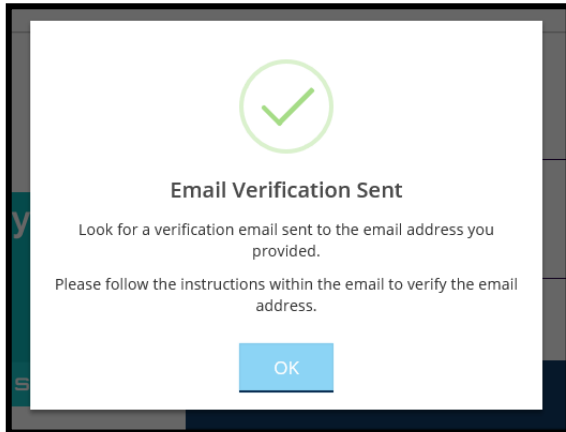 Email Verification Sent
Look for a verification email sent to the email address you
provided.
Please follow the instructions within the email to verify the email
address.
OK
y
s